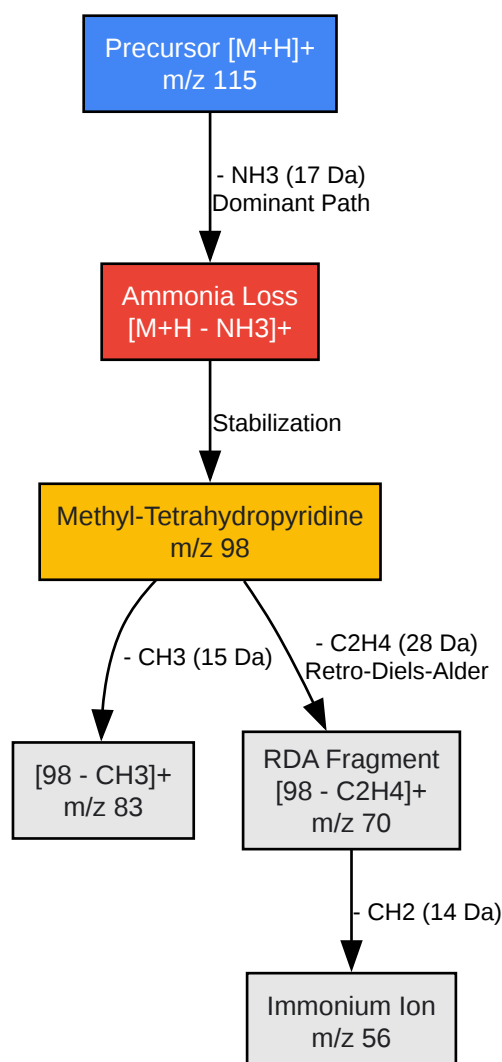 Precursor [M+H]+
m/z 115
- NH3 (17 Da)
Dominant Path
Ammonia Loss
[M+H - NH3]+
Stabilization
Methyl-Tetrahydropyridine
m/z 98
- CH3 (15 Da)
- C2H4 (28 Da)
Retro-Diels-Alder
[98 - CH3]+
m/z 83
RDA Fragment
[98 - C2H4]+
m/z 70
- CH2 (14 Da)
Immonium Ion
m/z 56